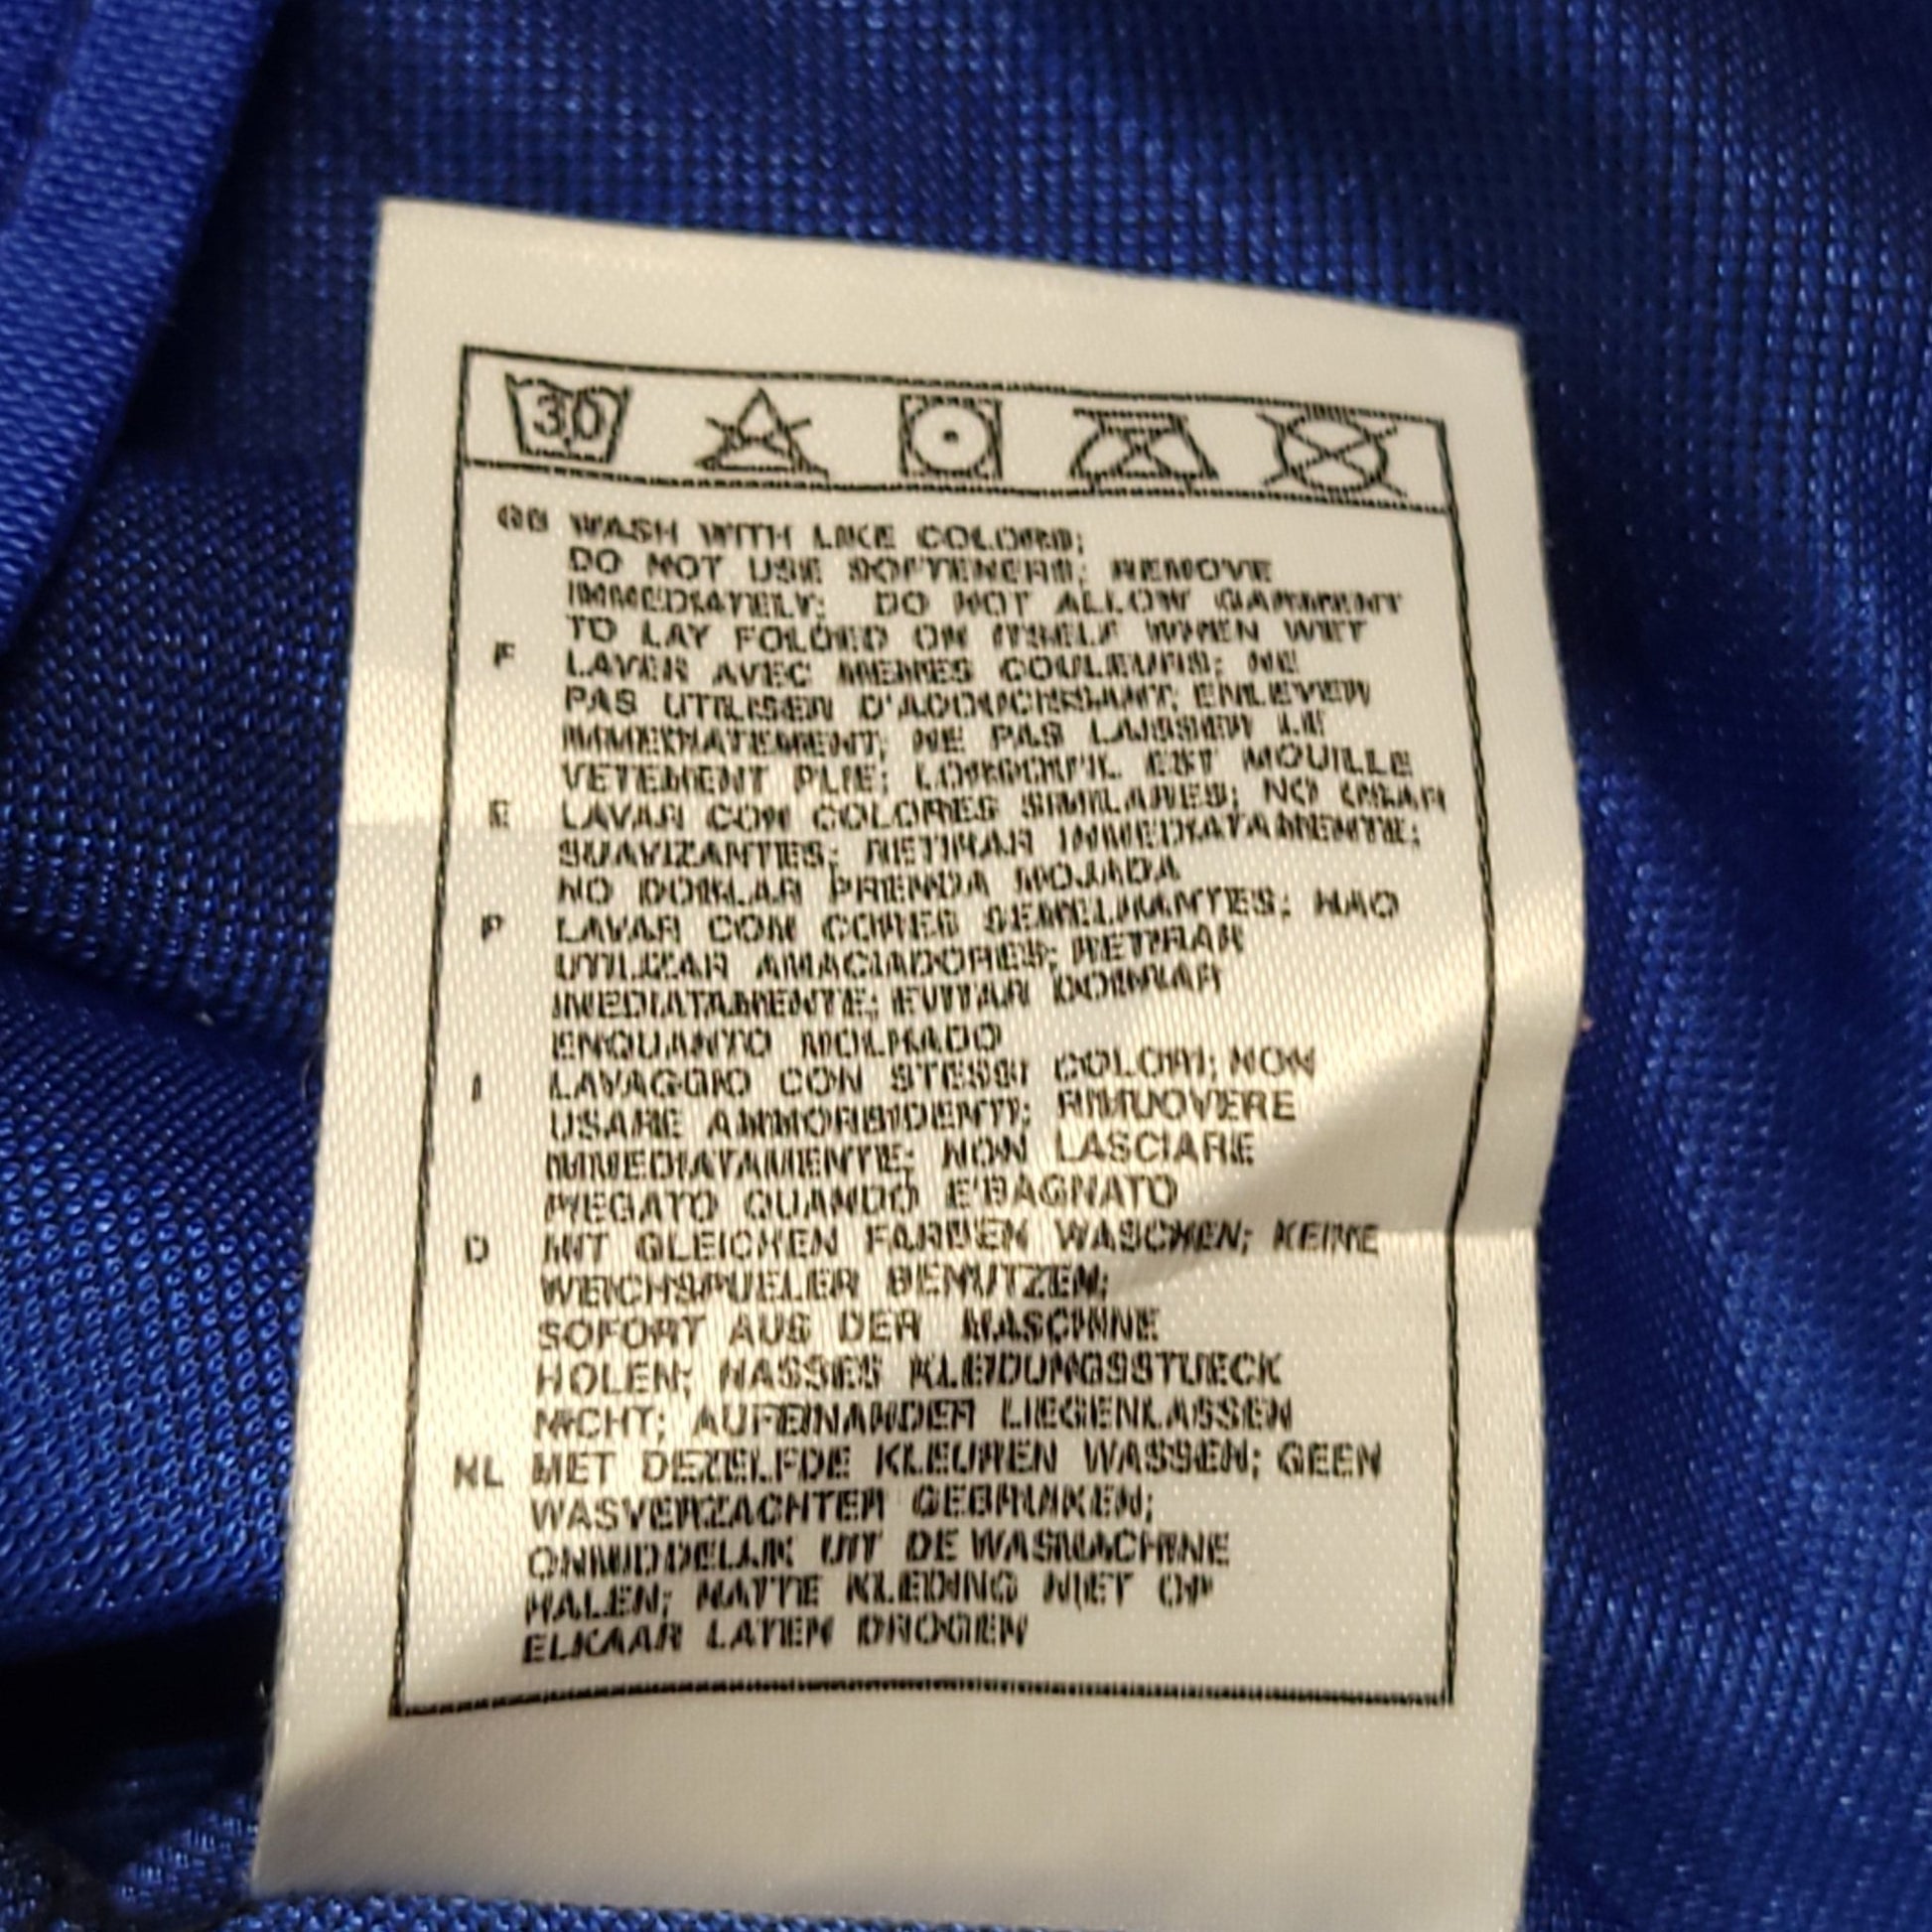 30
GB WASH WITH LIKE COLORS;
DO NOT USE SOFTENERS; REMOVE
IMMEDIATELY; DO NOT ALLOW GARMENT
TO LAY FOLDED ON ITSELF WHEN WET
F LAVER AVEC MEMES COULEURS; NE
PAS UTILISER D'ADOUCISSANT; ENLEVER
IMMEDIATEMENT; NE PAS LAISSER LE
VETEMENT PLIE; LORSQU'IL EST MOUILLE
E LAVAR CON COLORES SIMILARES; NO USAR
SUAVIZANTES; RETIRAR IMMEDIATAMENTE;
NO DOBLAR PRENDA MOJADA
P LAVAR COM CORES SEMELHANTES; NAO
UTILIZAR AMACIADORES; RETIRAR
IMEDIATAMENTE; EVITAR DOBRAR
ENQUANTO MOLHADO
I LAVAGGIO CON STESSI COLORI; NON
USARE AMMORBIDENTI; RIMUOVERE
IMMEDIATAMENTE; NON LASCIARE
PIEGATO QUANDO E'BAGNATO
D MIT GLEICHEN FARBEN WASCHEN; KEINE
WEICHSPUELER BENUTZEN;
SOFORT AUS DER MASCHINE
HOLEN; NASSES KLEIDUNGSSTUECK
NICHT; AUFEINANDER LIEGENLASSEN
NL MET DEZELFDE KLEUREN WASSEN; GEEN
WASVERZACHTER GEBRUIKEN;
ONMIDDELLIJK UIT DE WASMACHINE
HALEN; NATTE KLEDING NIET OP
ELKAAR LATEN DROGEN